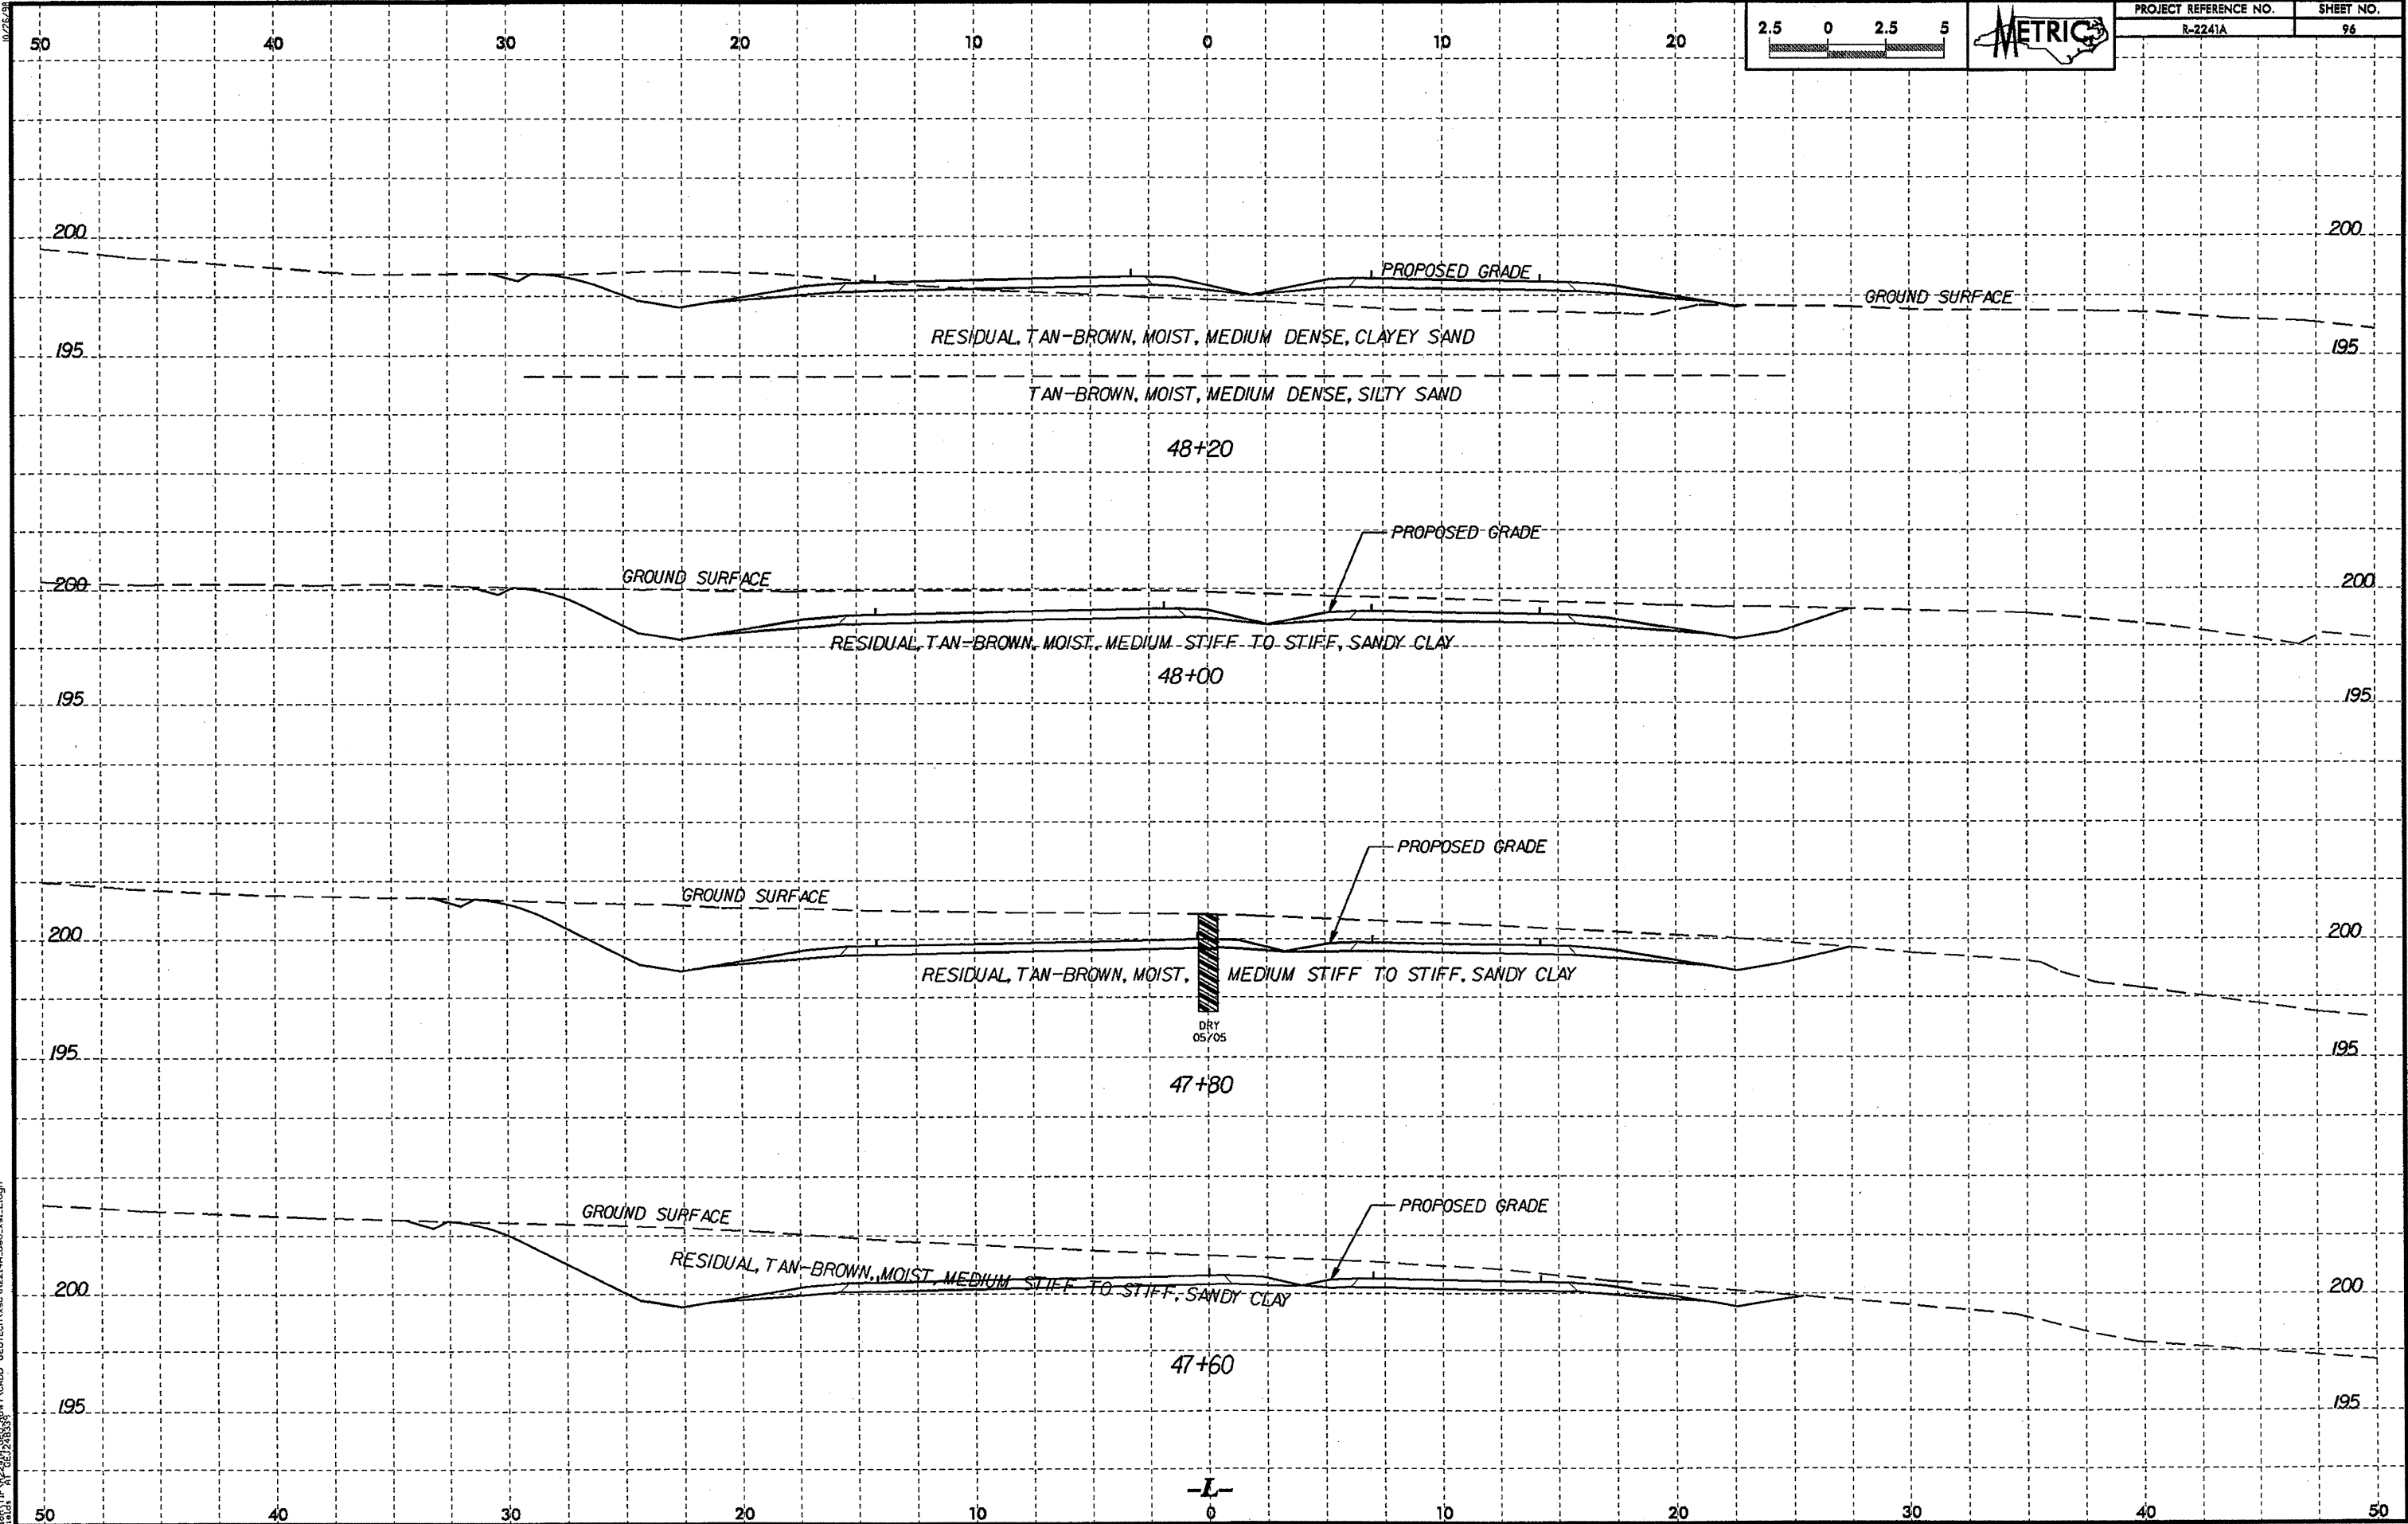 10/26/98
50 40 30 20 10 0 10 20
2.5 0 2.5 5
METRIC
PROJECT REFERENCE NO. SHEET NO.
R-2241A 96
200 200
PROPOSED GRADE
GROUND SURFACE
RESIDUAL, TAN-BROWN, MOIST, MEDIUM DENSE, CLAYEY SAND
195 195
TAN-BROWN, MOIST, MEDIUM DENSE, SILTY SAND
48+20
PROPOSED GRADE
GROUND SURFACE
200 200
RESIDUAL, TAN-BROWN, MOIST, MEDIUM STIFF TO STIFF, SANDY CLAY
48+00
195 195
PROPOSED GRADE
GROUND SURFACE
200 200
RESIDUAL, TAN-BROWN, MOIST, MEDIUM STIFF TO STIFF, SANDY CLAY
DRY
05/05
195 195
47+80
PROPOSED GRADE
GROUND SURFACE
RESIDUAL, TAN-BROWN, MOIST, MEDIUM STIFF TO STIFF, SANDY CLAY
200 200
47+60
195 195
-L-
50 40 30 20 10 0 10 20 30 40 50